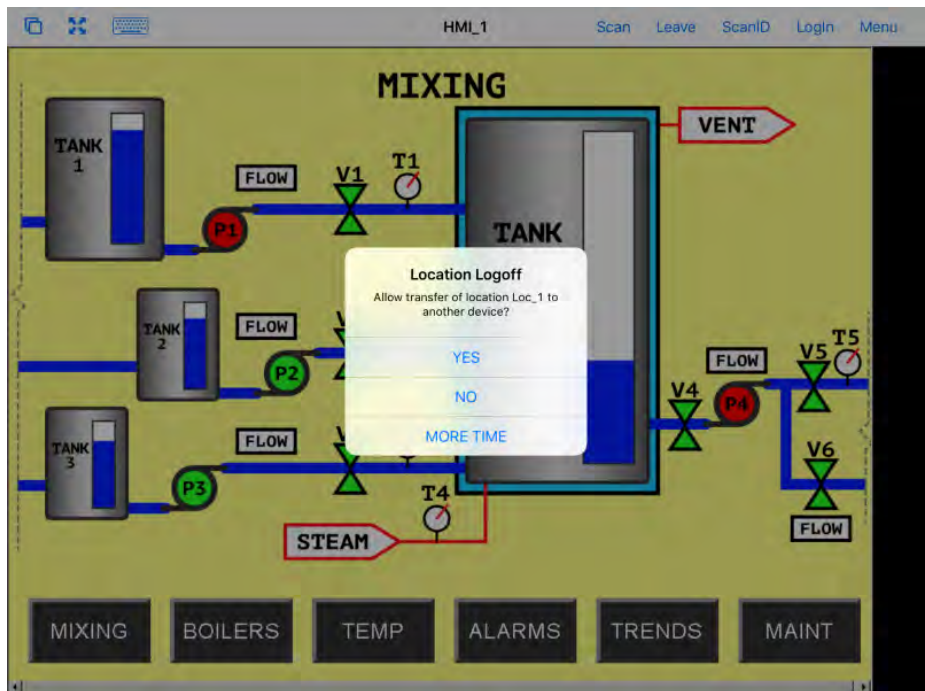 HMI_1 Scan Leave ScanID Login Menu
MIXING
VENT
TANK
1
FLOW
V1
T1
P1
TANK
TANK
2
FLOW
P2
V
Location Logoff
Allow transfer of location Loc_1 to
another device?
YES
NO
MORE TIME
FLOW
V5
T5
V4
P4
TANK
3
FLOW
P3
V
V6
FLOW
T4
STEAM
MIXING
BOILERS
TEMP
ALARMS
TRENDS
MAINT